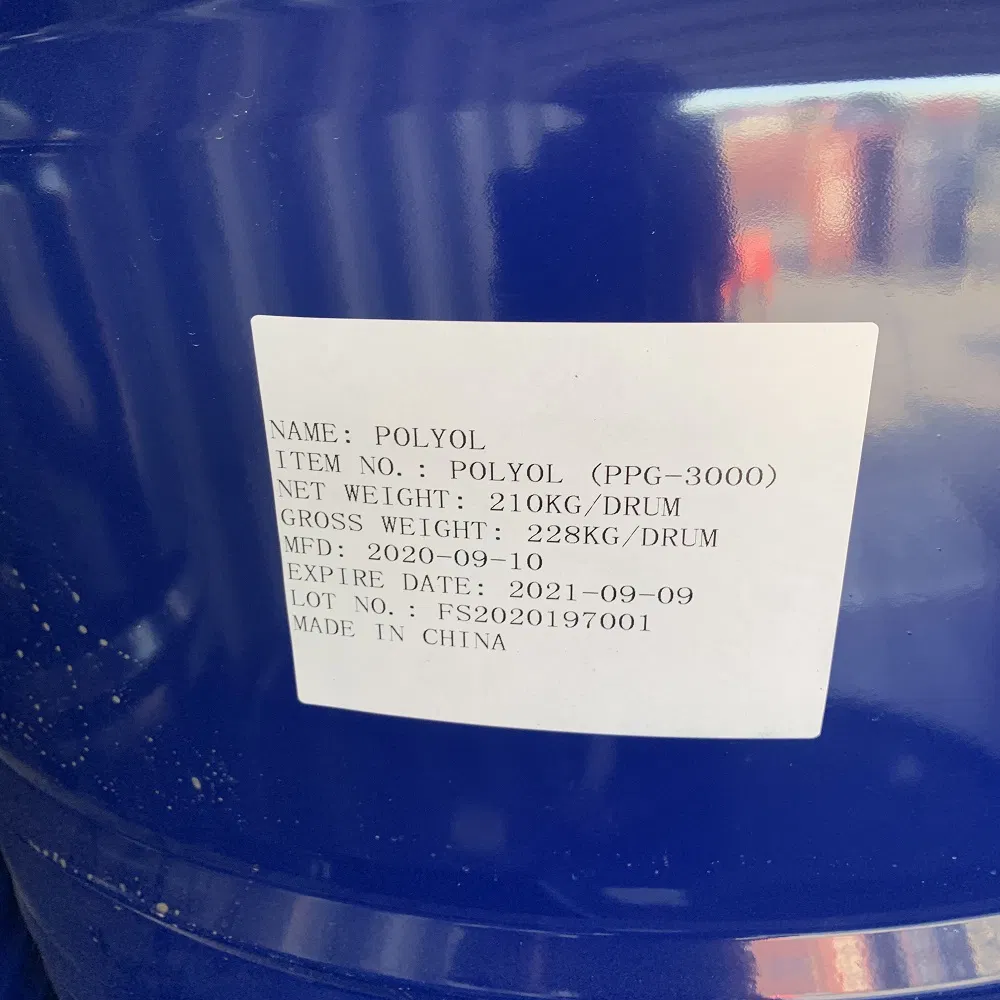 NAME: POLYOL
ITEM NO.: POLYOL (PPG-3000)
NET WEIGHT: 210KG/DRUM
GROSS WEIGHT: 228KG/DRUM
MFD: 2020-09-10
EXPIRE DATE: 2021-09-09
LOT NO.: FS2020197001
MADE IN CHINA